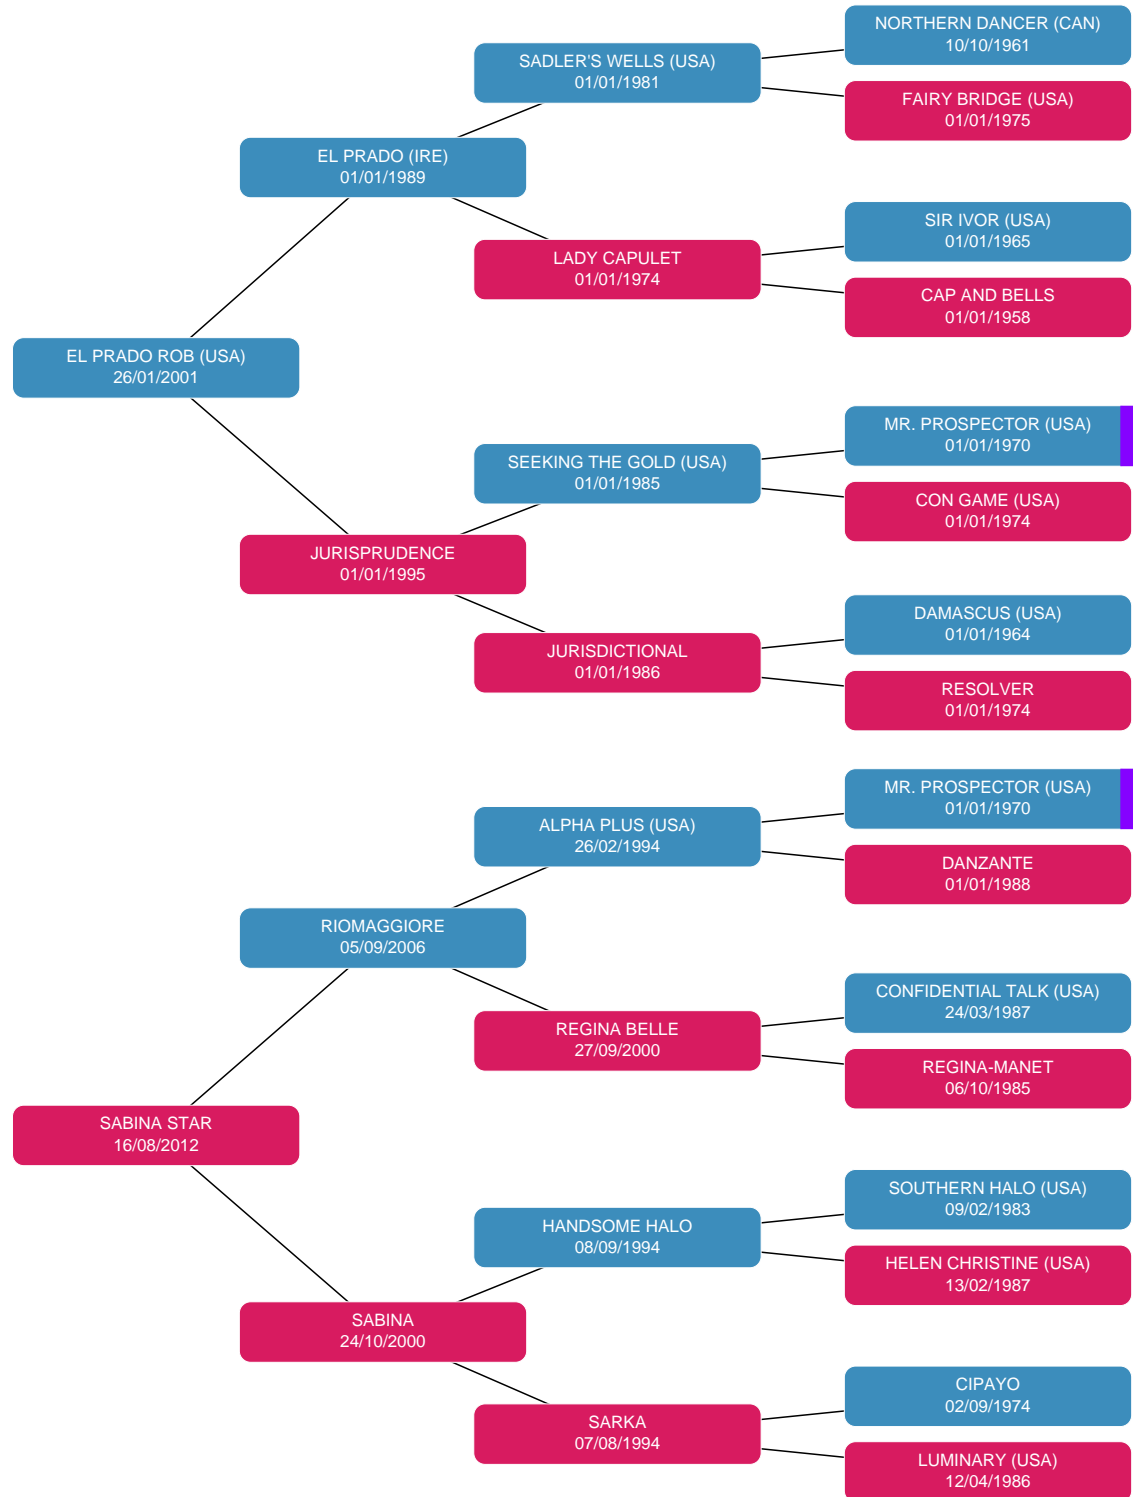 NORTHERN DANCER (CAN)
10/10/1961
SADLER'S WELLS (USA)
01/01/1981
FAIRY BRIDGE (USA)
01/01/1975
EL PRADO (IRE)
01/01/1989
SIR IVOR (USA)
01/01/1965
LADY CAPULET
01/01/1974
CAP AND BELLS
01/01/1958
EL PRADO ROB (USA)
26/01/2001
MR. PROSPECTOR (USA)
01/01/1970
SEEKING THE GOLD (USA)
01/01/1985
CON GAME (USA)
01/01/1974
JURISPRUDENCE
01/01/1995
DAMASCUS (USA)
01/01/1964
JURISDICTIONAL
01/01/1986
RESOLVER
01/01/1974
MR. PROSPECTOR (USA)
01/01/1970
ALPHA PLUS (USA)
26/02/1994
DANZANTE
01/01/1988
RIOMAGGIORE
05/09/2006
CONFIDENTIAL TALK (USA)
24/03/1987
REGINA BELLE
27/09/2000
REGINA-MANET
06/10/1985
SABINA STAR
16/08/2012
SOUTHERN HALO (USA)
09/02/1983
HANDSOME HALO
08/09/1994
HELEN CHRISTINE (USA)
13/02/1987
SABINA
24/10/2000
CIPAYO
02/09/1974
SARKA
07/08/1994
LUMINARY (USA)
12/04/1986